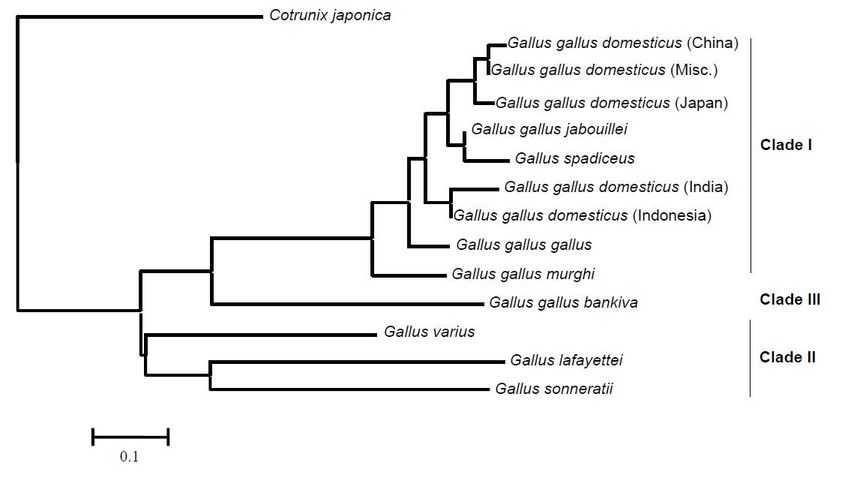 Cotrunix japonica
Gallus gallus domesticus (China)
Gallus gallus domesticus (Misc.)
Gallus gallus domesticus (Japan)
Gallus gallus jabouillei
Clade I
Gallus spadiceus
Gallus gallus domesticus (India)
Gallus gallus domesticus (Indonesia)
Gallus gallus gallus
Gallus gallus murghi
Gallus gallus bankiva
Clade III
Gallus varius
Gallus lafayettei
Clade II
Gallus sonneratii
0.1